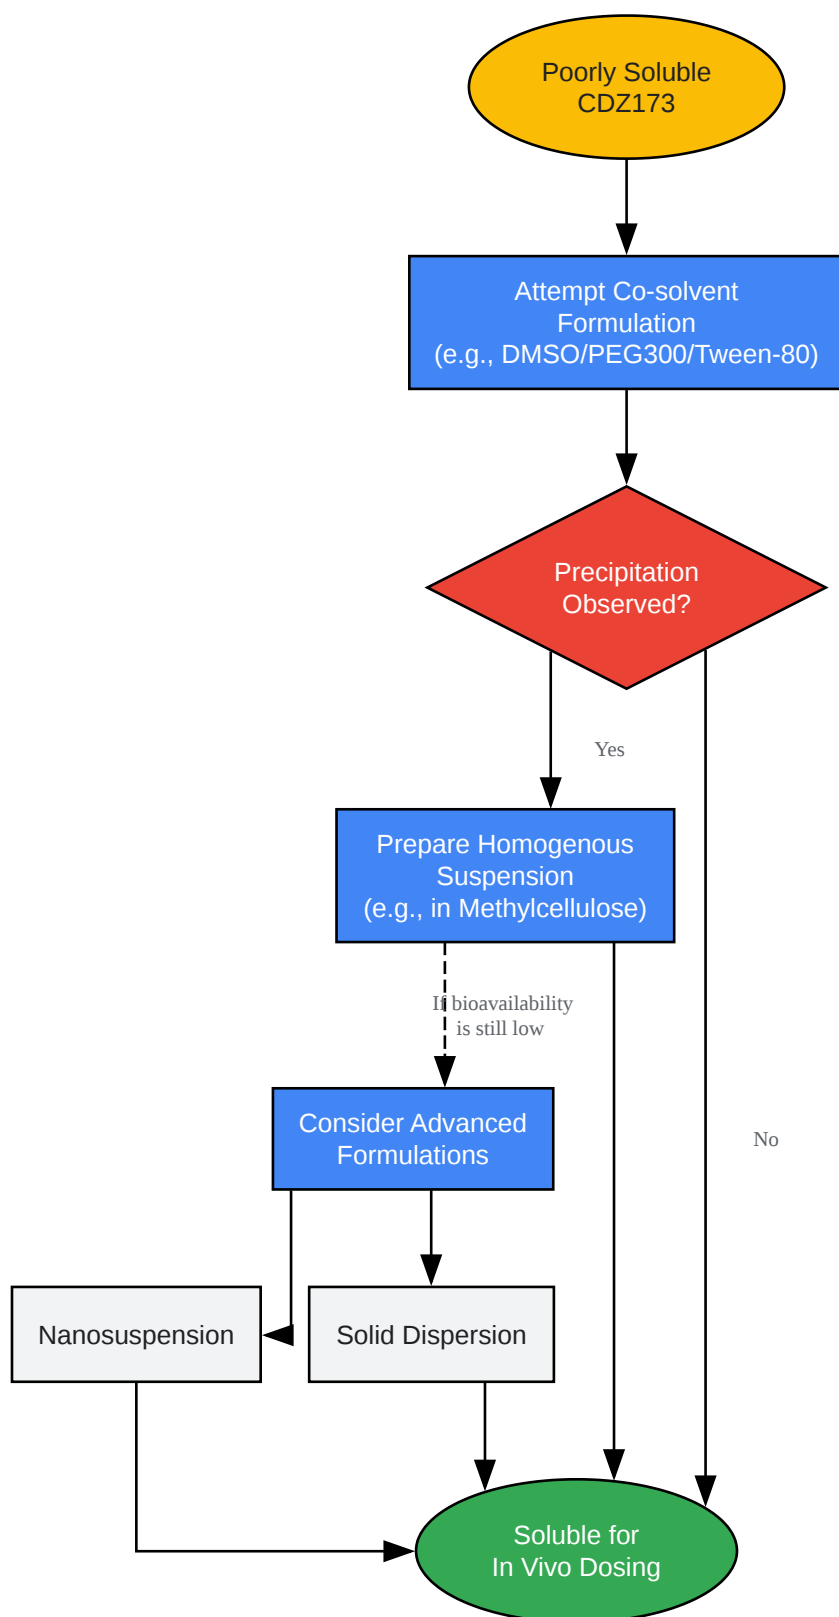 Poorly Soluble
CDZ173
Attempt Co-solvent
Formulation
(e.g., DMSO/PEG300/Tween-80)
Precipitation
Observed?
Yes
Prepare Homogenous
Suspension
(e.g., in Methylcellulose)
If bioavailability
is still low
Consider Advanced
Formulations
No
Nanosuspension
Solid Dispersion
Soluble for
In Vivo Dosing